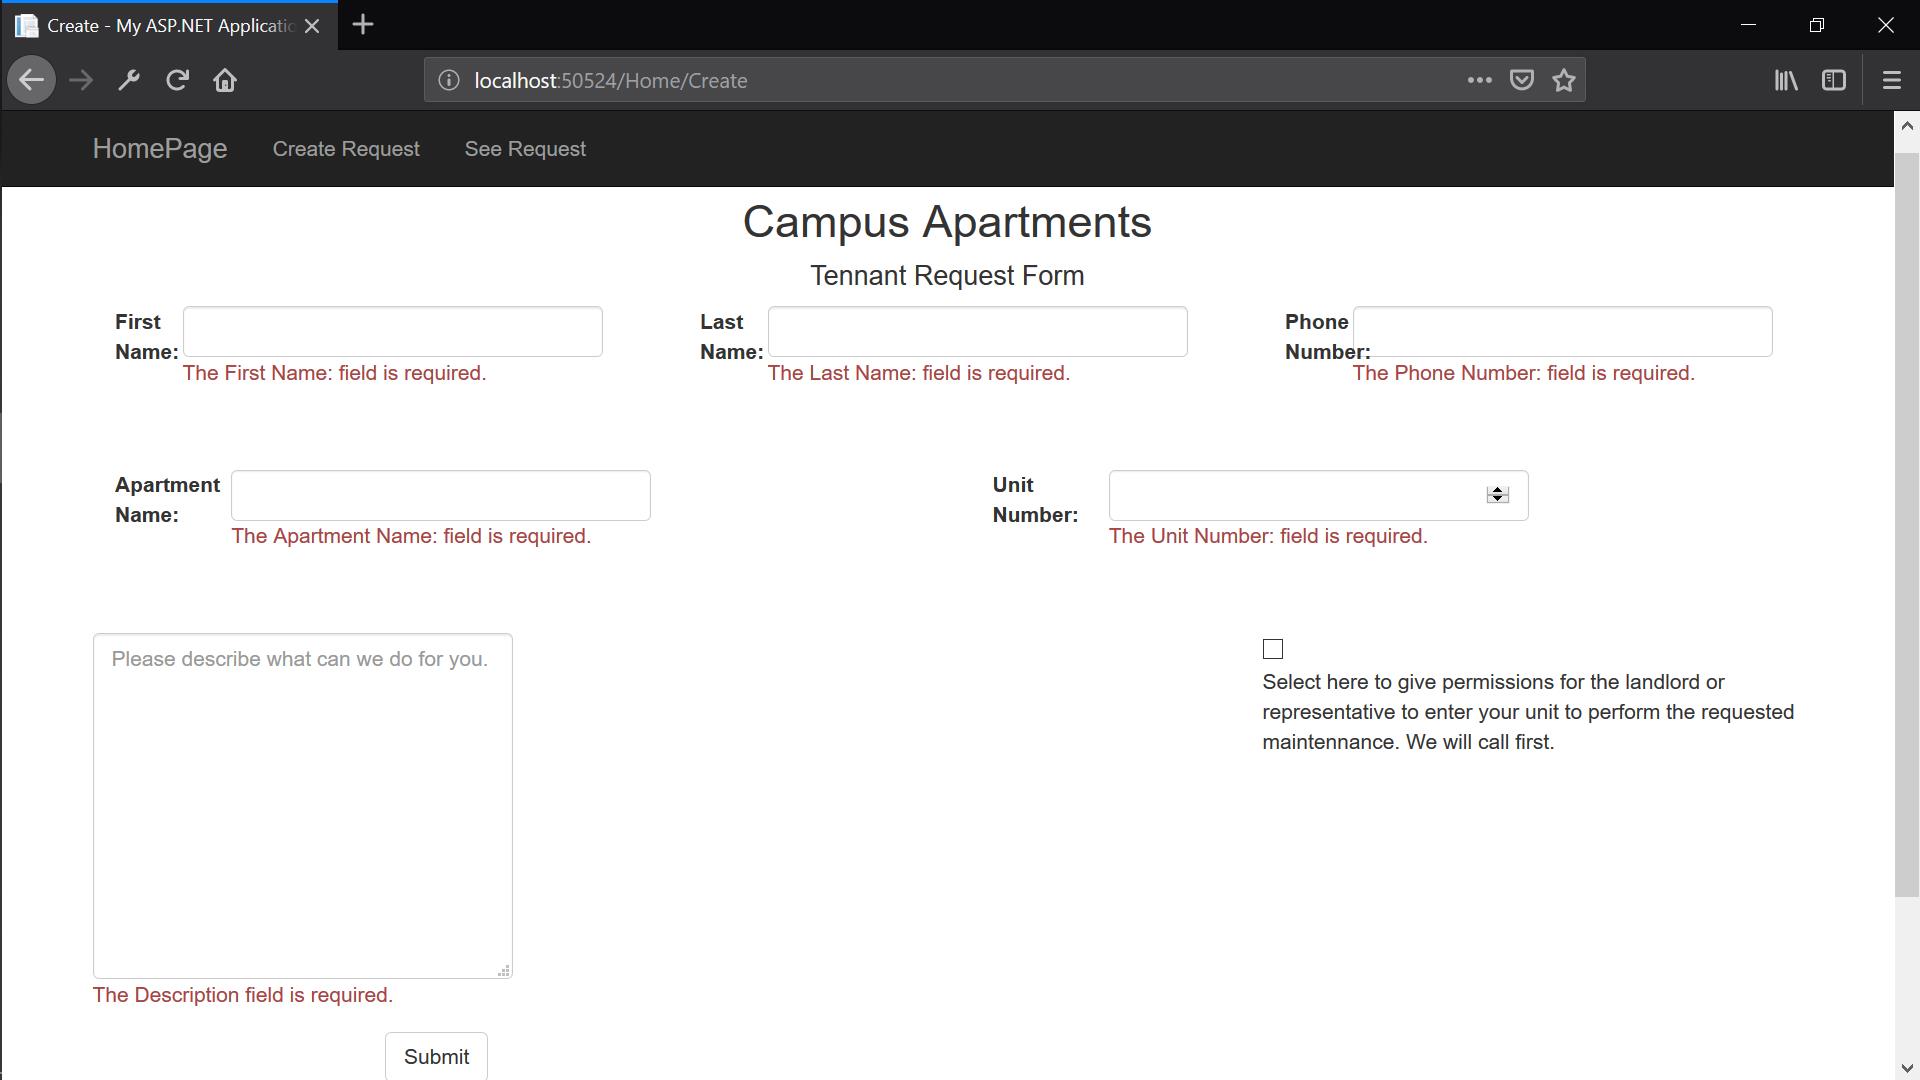 Create - My ASP.NET Applicatio
localhost:50524/Home/Create
HomePage Create Request See Request
Campus Apartments
Tennant Request Form
First Name:
The First Name: field is required.
Last Name:
The Last Name: field is required.
Phone Number:
The Phone Number: field is required.
Apartment Name:
The Apartment Name: field is required.
Unit Number:
The Unit Number: field is required.
Please describe what can we do for you.
The Description field is required.
Select here to give permissions for the landlord or
representative to enter your unit to perform the requested
maintennance. We will call first.
Submit